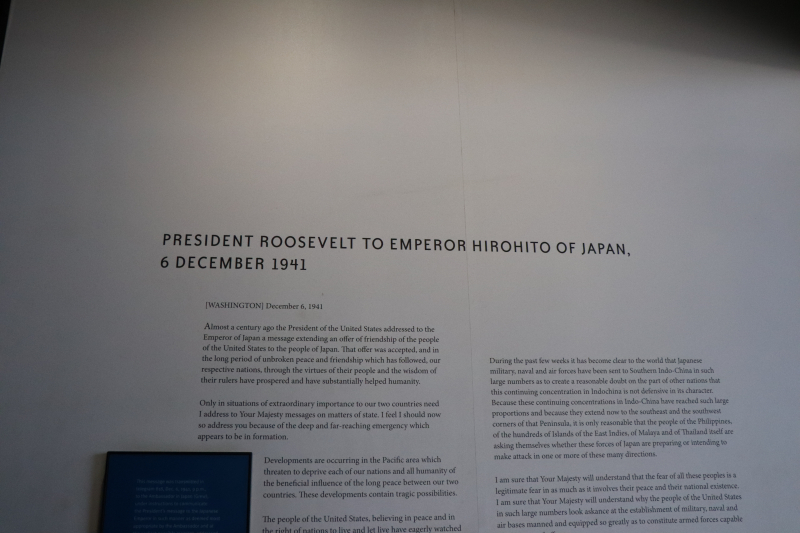 PRESIDENT ROOSEVELT TO EMPEROR HIROHITO OF JAPAN,
6 DECEMBER 1941
[WASHINGTON] December 6, 1941
Almost a century ago the President of the United States addressed to the
Emperor of Japan a message extending an offer of friendship of the people
of the United States to the people of Japan. That offer was accepted, and in
the long period of unbroken peace and friendship which has followed, our
respective nations, through the virtues of their people and the wisdom of
their rulers have prospered and have substantially helped humanity.
Only in situations of extraordinary importance to our two countries need
I address to Your Majesty messages on matters of state. I feel I should now
so address you because of the deep and far-reaching emergency which
appears to be in formation.
Developments are occurring in the Pacific area which
threaten to deprive each of our nations and all humanity of
the beneficial influence of the long peace between our two
countries. These developments contain tragic possibilities.
The people of the United States, believing in peace and in
the right of nations to live and let live have eagerly watched
During the past few weeks it has become clear to the world that Japanese
military, naval and air forces have been sent to Southern Indo-China in such
large numbers as to create a reasonable doubt on the part of other nations that
this continuing concentration in Indochina is not defensive in its character.
Because these continuing concentrations in Indo-China have reached such large
proportions and because they extend now to the southeast and the southwest
corners of that Peninsula, it is only reasonable that the people of the Philippines,
of the hundreds of Islands of the East Indies, of Malaya and of Thailand itself are
asking themselves whether these forces of Japan are preparing or intending to
make attack in one or more of these many directions.
I am sure that Your Majesty will understand that the fear of all these peoples is a
legitimate fear in as much as it involves their peace and their national existence.
I am sure that Your Majesty will understand why the people of the United States
in such large numbers look askance at the establishment of military, naval and
air bases manned and equipped so greatly as to constitute armed forces capable